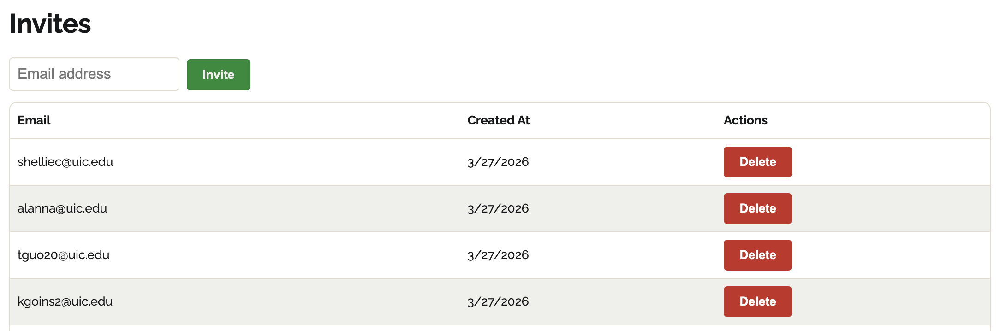 Invites
Email address Invite
Email Created At Actions
shelliec@uic.edu 3/27/2026 Delete
alanna@uic.edu 3/27/2026 Delete
tguo20@uic.edu 3/27/2026 Delete
kgoins2@uic.edu 3/27/2026 Delete